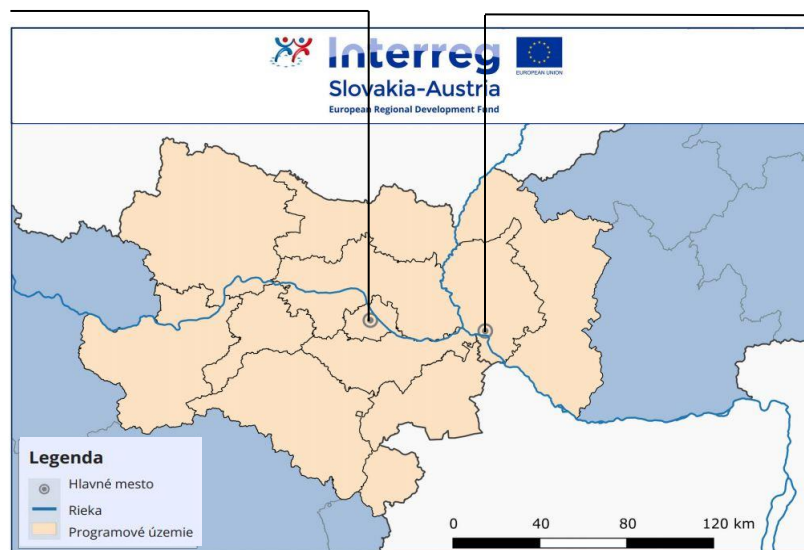 Interreg
EUROPEAN UNION
Slovakia-Austria
European Regional Development Fund
Legenda
Hlavné mesto
Rieka
Programové územie
0 40 80 120 km